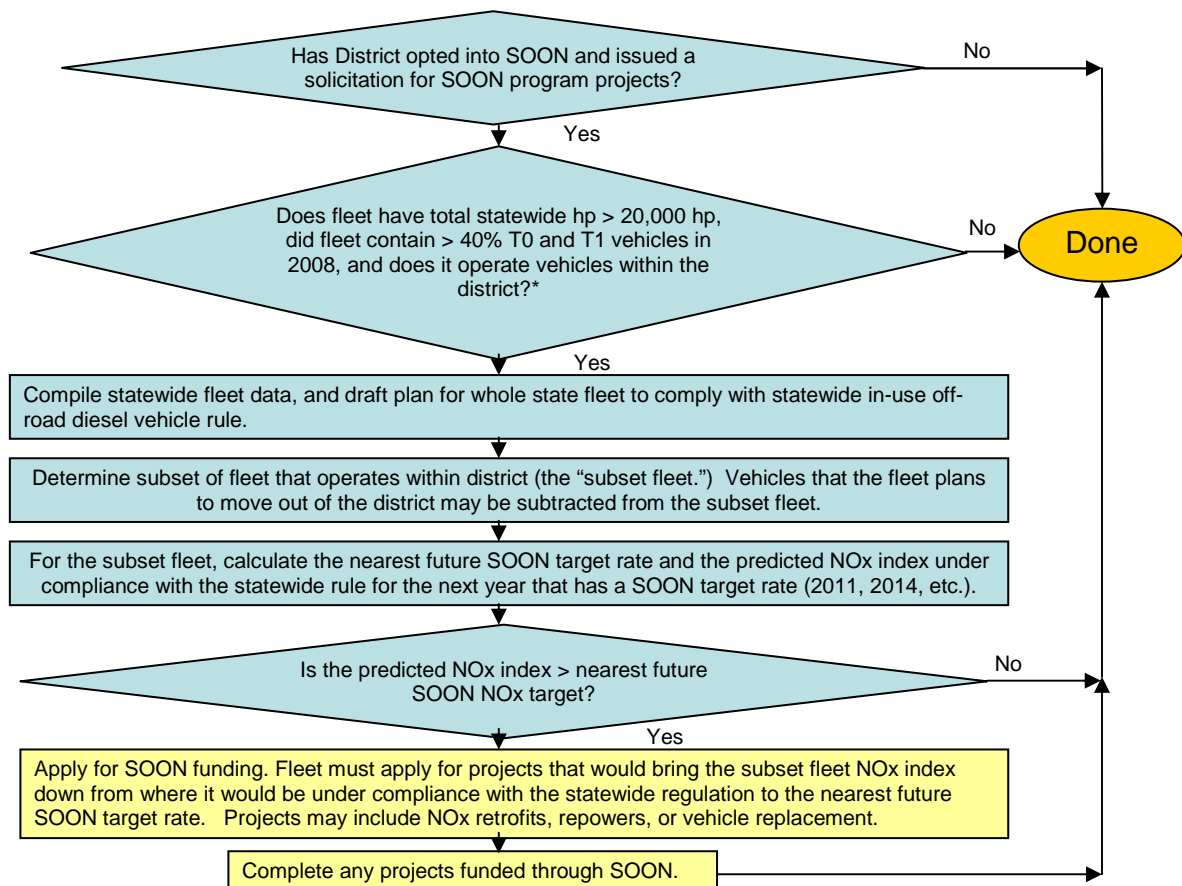 Has District opted into SOON and issued a
solicitation for SOON program projects?
No
Yes
Does fleet have total statewide hp > 20,000 hp,
did fleet contain > 40% T0 and T1 vehicles in
2008, and does it operate vehicles within the
district?*
No
Done
Yes
Compile statewide fleet data, and draft plan for whole state fleet to comply with statewide in-use off-
road diesel vehicle rule.
Determine subset of fleet that operates within district (the “subset fleet.”)  Vehicles that the fleet plans
to move out of the district may be subtracted from the subset fleet.
For the subset fleet, calculate the nearest future SOON target rate and the predicted NOx index under
compliance with the statewide rule for the next year that has a SOON target rate (2011, 2014, etc.).
Is the predicted NOx index > nearest future
SOON NOx target?
No
Yes
Apply for SOON funding. Fleet must apply for projects that would bring the subset fleet NOx index
down from where it would be under compliance with the statewide regulation to the nearest future
SOON target rate.   Projects may include NOx retrofits, repowers, or vehicle replacement.
Complete any projects funded through SOON.